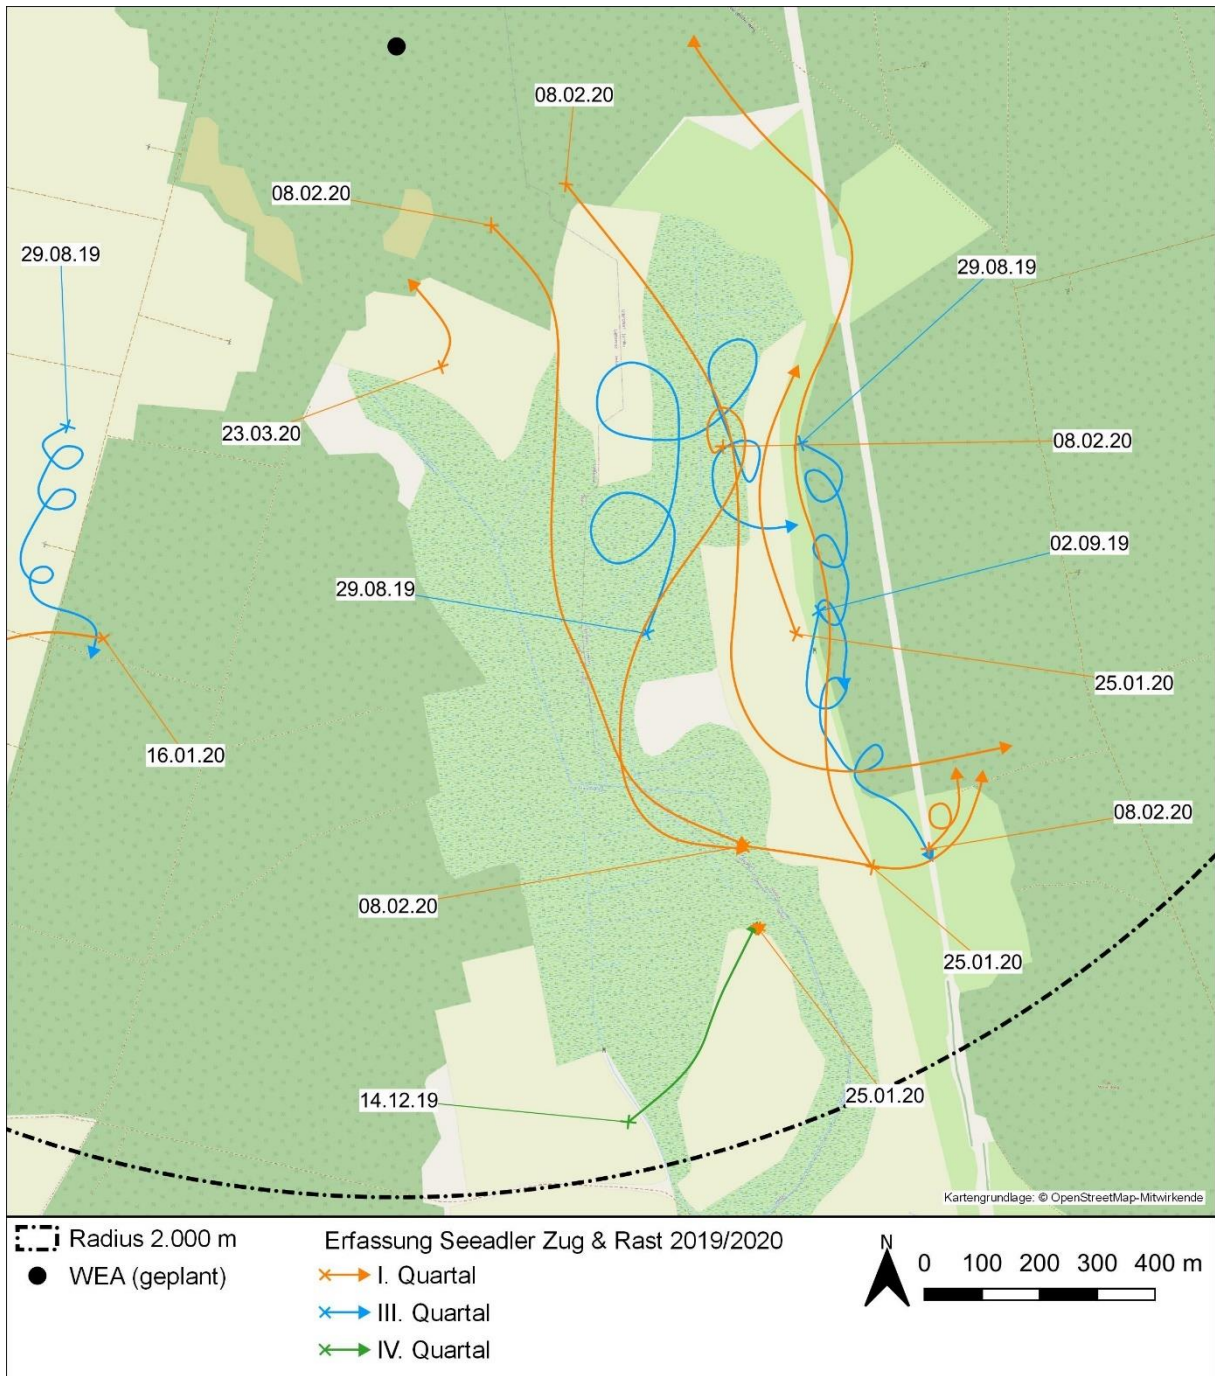 08.02.20
08.02.20
29.08.19
29.08.19
23.03.20
08.02.20
02.09.19
29.08.19
25.01.20
16.01.20
08.02.20
08.02.20
25.01.20
25.01.20
14.12.19
Kartengrundlage: © OpenStreetMap-Mitwirkende
Radius 2.000 m
WEA (geplant)
Erfassung Seeadler Zug & Rast 2019/2020
I. Quartal
III. Quartal
IV. Quartal
N
0 100 200 300 400 m